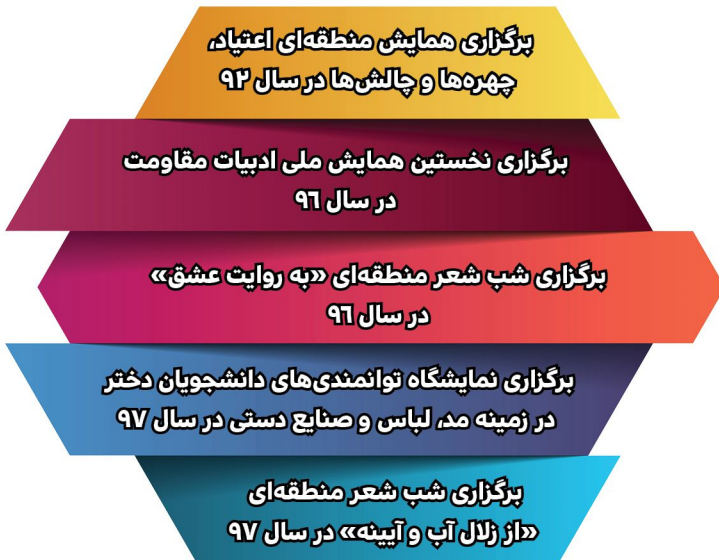 برگزاری همایش منطقه‌ای اعتیاد،
چهره‌ها و چالش‌ها در سال ۹۲
برگزاری نخستین همایش ملی ادبیات مقاومت
در سال ۹٦
برگزاری شب شعر منطقه‌ای «به روایت عشق»
در سال ۹٦
برگزاری نمایشگاه توانمندی‌های دانشجویان دختر
در زمینه مد، لباس و صنایع دستی در سال ۹۷
برگزاری شب شعر منطقه‌ای
«از زلال آب و آیینه» در سال ۹۷